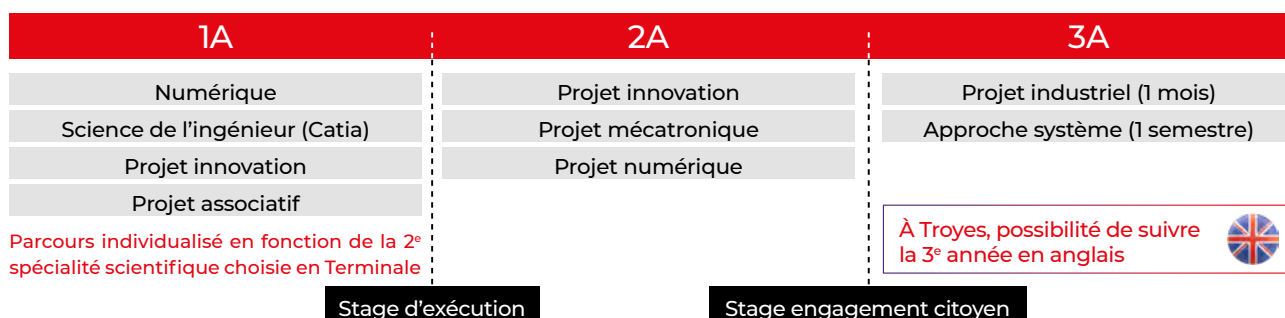 1A
Numérique
Science de l'ingénieur (Catia)
Projet innovation
Projet associatif
Parcours individualisé en fonction de la 2e
spécialité scientifique choisie en Terminale
Stage d'exécution
2A
Projet innovation
Projet mécatronique
Projet numérique
Stage engagement citoyen
3A
Projet industriel (1 mois)
Approche système (1 semestre)
À Troyes, possibilité de suivre
la 3e année en anglais